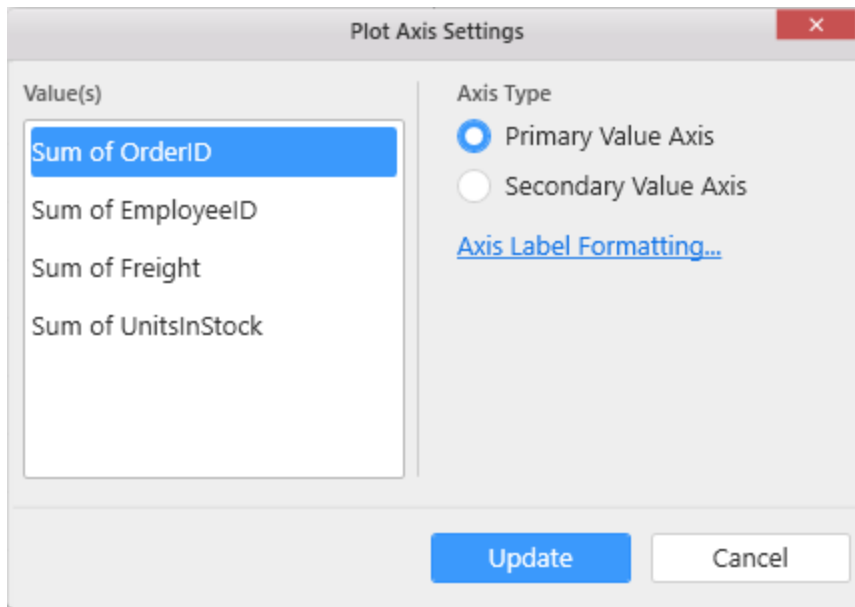 Plot Axis Settings
Value(s)
Sum of OrderID
Sum of EmployeeID
Sum of Freight
Sum of UnitsInStock
Axis Type
Primary Value Axis
Secondary Value Axis
Axis Label Formatting...
Update
Cancel